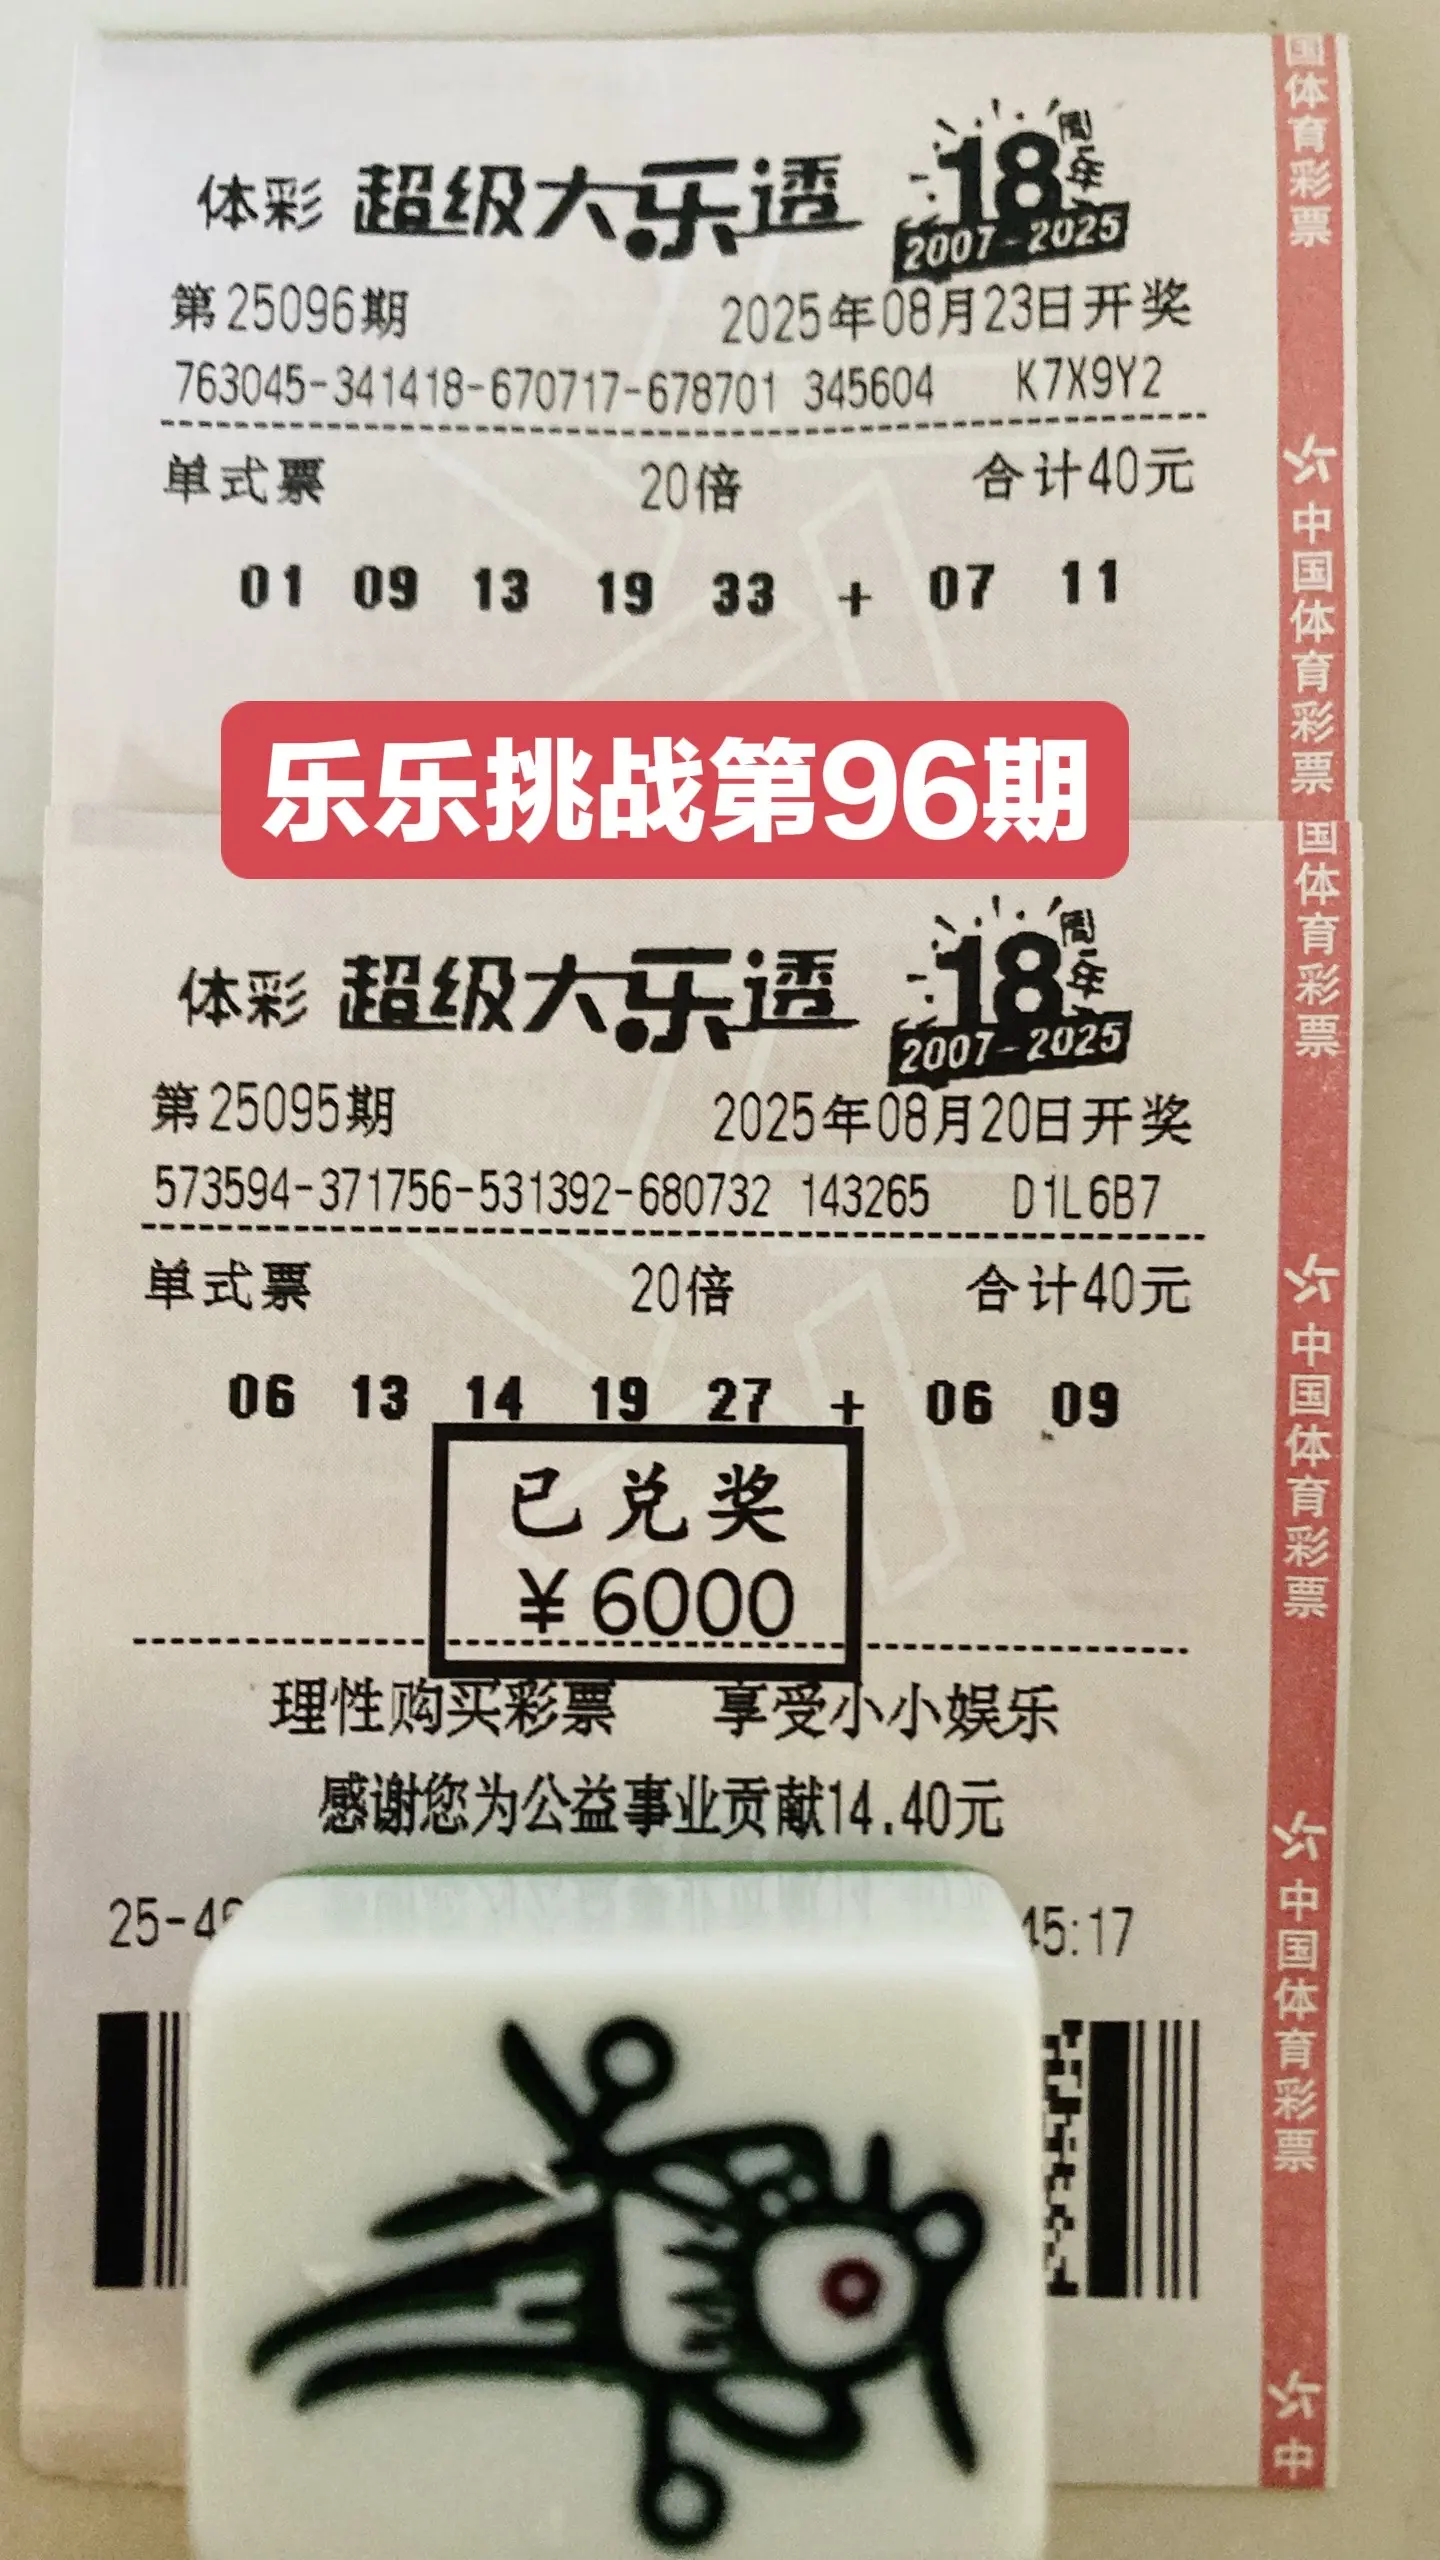 体彩 超级大乐透 18周年
2007-2025
第25096期 2025年08月23日开奖
763045-341418-670717-678701 345604 K7X9Y2
单式票 20倍 合计40元
01 09 13 19 33 + 07 11
乐乐挑战第96期
体彩 超级大乐透 18周年
2007-2025
第25095期 2025年08月20日开奖
573594-371756-531392-680732 143265 D1L6B7
单式票 20倍 合计40元
06 13 14 19 27 + 06 09
已兑奖
¥6000
理性购买彩票 享受小小娱乐
感谢您为公益事业贡献14.40元
25-4 45:17
国体育彩票
中国体育彩票
国体育彩票
中国体育彩票
中国体育彩票
中